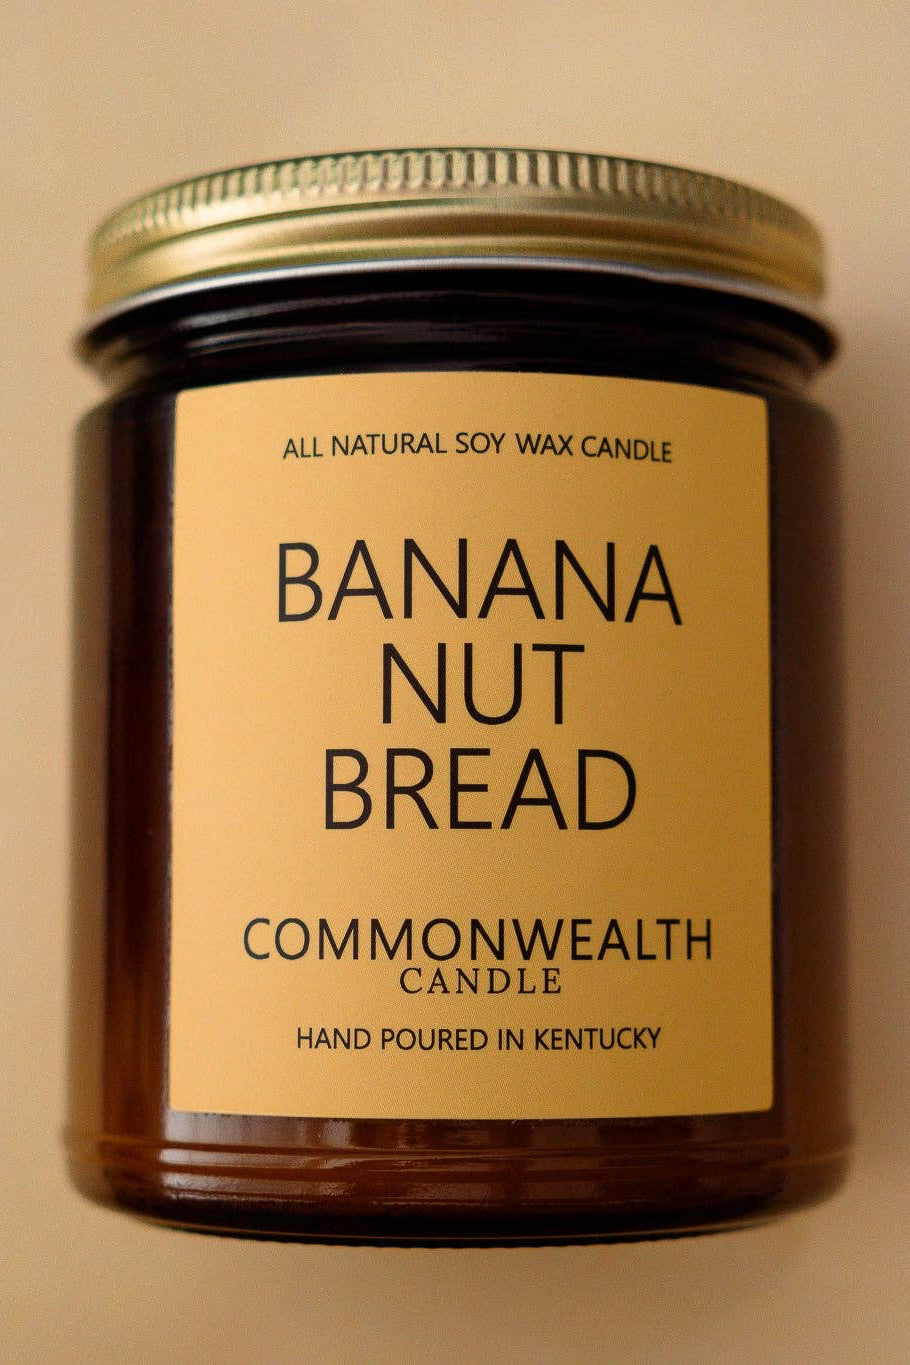 ALL NATURAL SOY WAX CANDLE
BANANA
NUT
BREAD
COMMONWEALTH
CANDLE
HAND POURED IN KENTUCKY